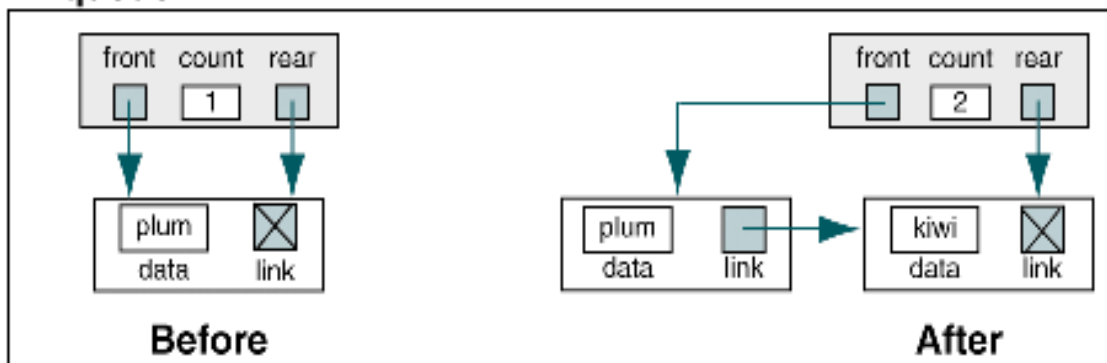 front count rear
1
plum
data link
Before
front count rear
2
plum
data link
kiwi
data link
After